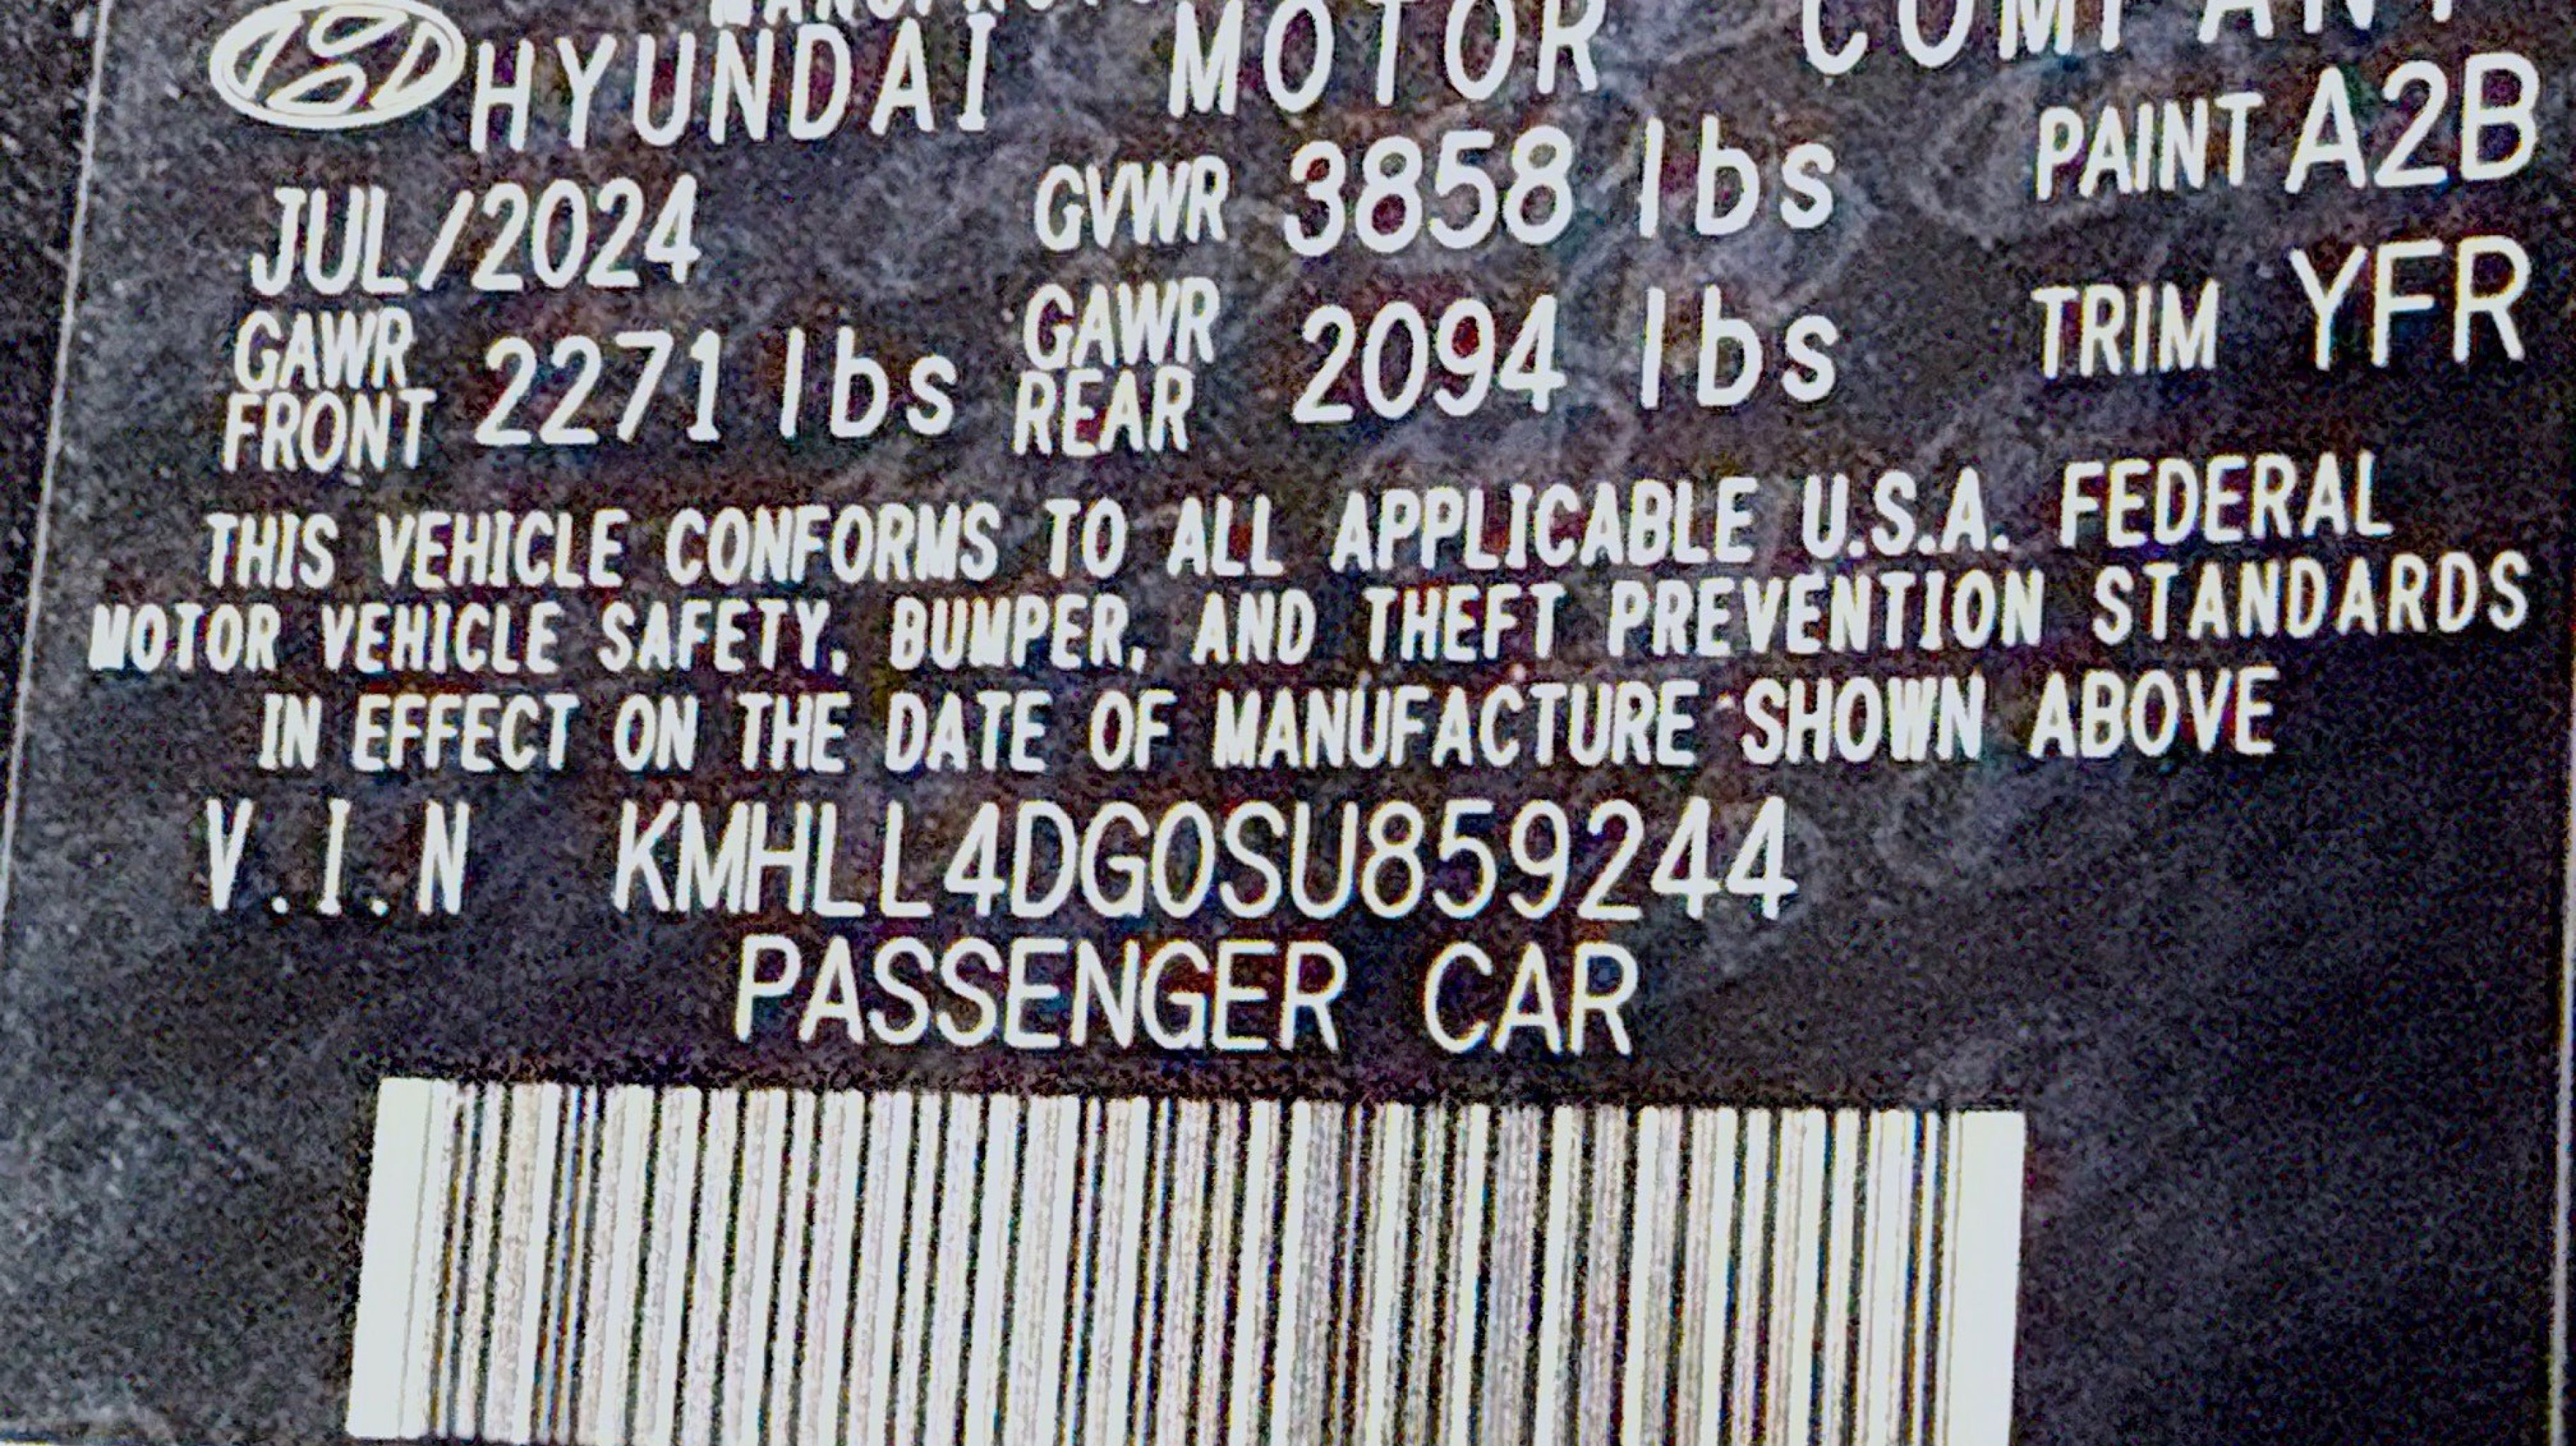 HYUNDAI MOTOR COMPANY
JUL/2024 GVWR 3858 lbs PAINT A2B
GAWR FRONT 2271 lbs GAWR REAR 2094 lbs TRIM YFR
THIS VEHICLE CONFORMS TO ALL APPLICABLE U.S.A. FEDERAL
MOTOR VEHICLE SAFETY, BUMPER, AND THEFT PREVENTION STANDARDS
IN EFFECT ON THE DATE OF MANUFACTURE SHOWN ABOVE
V.I.N KMHLL4DG0SU859244
PASSENGER CAR